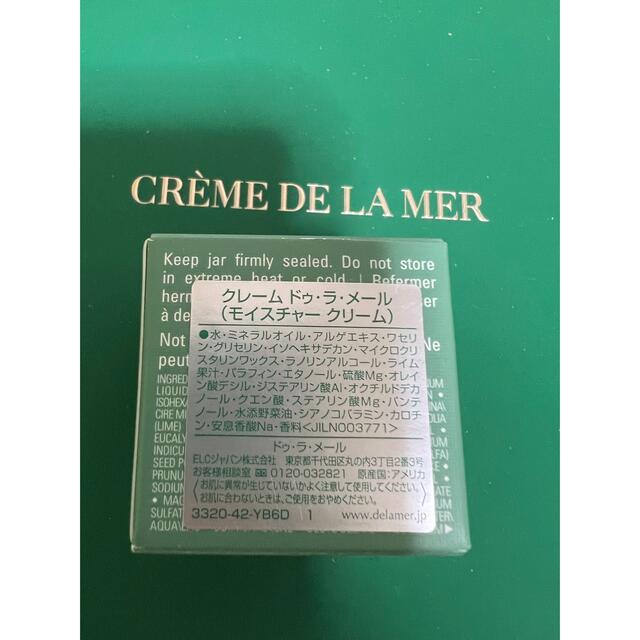 CRÈME DE LA MER
Keep jar firmly sealed. Do not store
in extreme heat or cold. | Refermer
herm
à de
Not
peut
クレーム ドゥ・ラ・メール
(モイスチャー クリーム)
●水・ミネラルオイル・アルゲエキス・ワセリ
ン・グリセリン・イソヘキサデカン・マイクロクリ
スタリンワックス・ラノリンアルコール・ライム
果汁・パラフィン・エタノール・硫酸Mg・オレイ
ン酸デシル・ジステアリン酸Al・オクチルドデカ
ノール・クエン酸・ステアリン酸Mg・パンテ
ノール・水添野菜油・シアノコバラミン・カロチ
ン・安息香酸Na・香料<JILN003771>
ドゥ・ラ・メール
ELCジャパン株式会社 東京都千代田区丸の内3丁目2番3号
お客様相談室 0120-032821 原産国:アメリカ
お肌に異常が生じていないかよく注意して使用してください。
お肌に合わないときは、ご使用をおやめください。
3320-42-YB6D 1 www.delamer.jp
Ne
INGRED
LIQUID
ISOHEX
CIRE MI
(LIME)
EUCALY
INDICU
SEED P
PRUNU
SODIUM
• MAG
SULFAT
AQUA\